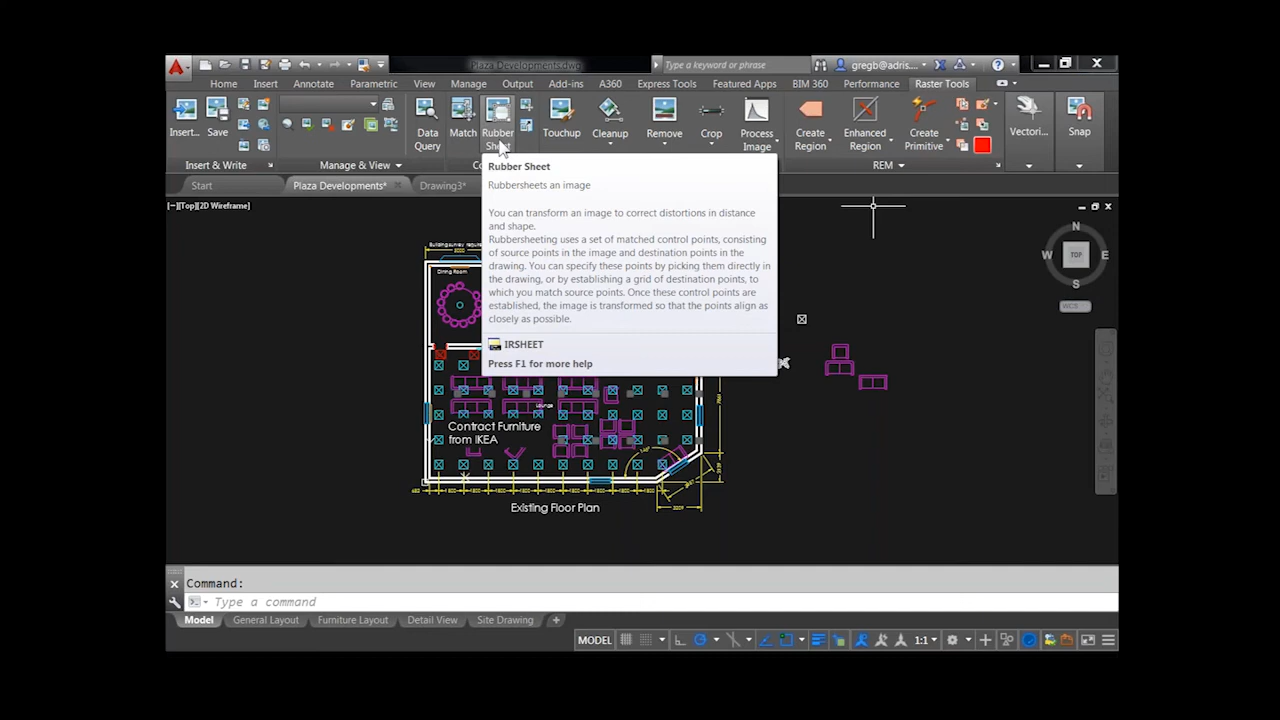 Plaza Developments.dwg
Type a keyword or phrase
gregb@adris...
Home Insert Annotate Parametric View Manage Output Add-ins A360 Express Tools Featured Apps BIM 360 Performance Raster Tools
Insert... Save
Data Query
Match
Rubber Sheet
Touchup
Cleanup
Remove
Crop
Process Image
Create Region
Enhanced Region
Create Primitive
Vectori...
Snap
Insert & Write
Manage & View
REM
Start
Plaza Developments*
Drawing3*
[−][Top][2D Wireframe]
Rubber Sheet
Rubbersheets an image
You can transform an image to correct distortions in distance
and shape.
Rubbersheeting uses a set of matched control points, consisting
of source points in the image and destination points in the
drawing. You can specify these points by picking them directly in
the drawing, or by establishing a grid of destination points, to
which you match source points. Once these control points are
established, the image is transformed so that the points align as
closely as possible.
IRSHEET
Press F1 for more help
N
W TOP E
S
WCS
Dining Room
Lounge
Contract Furniture
from IKEA
Existing Floor Plan
Command:
Type a command
Model General Layout Furniture Layout Detail View Site Drawing +
MODEL
1:1